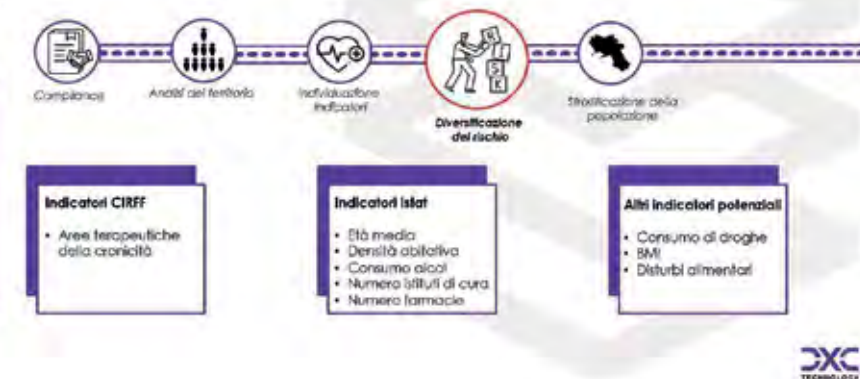 Compliance
Analisi del territorio
Individuazione
indicatori
R
I
S
K
Diversificazione
del rischio
Stratificazione della
popolazione
Indicatori CIRFF
• Aree terapeutiche
della cronicità
Indicatori Istat
• Età media
• Densità abitativa
• Consumo alcol
• Numero istituti di cura
• Numero farmacie
Altri indicatori potenziali
• Consumo di droghe
• BMI
• Disturbi alimentari
DXC
TECHNOLOGY